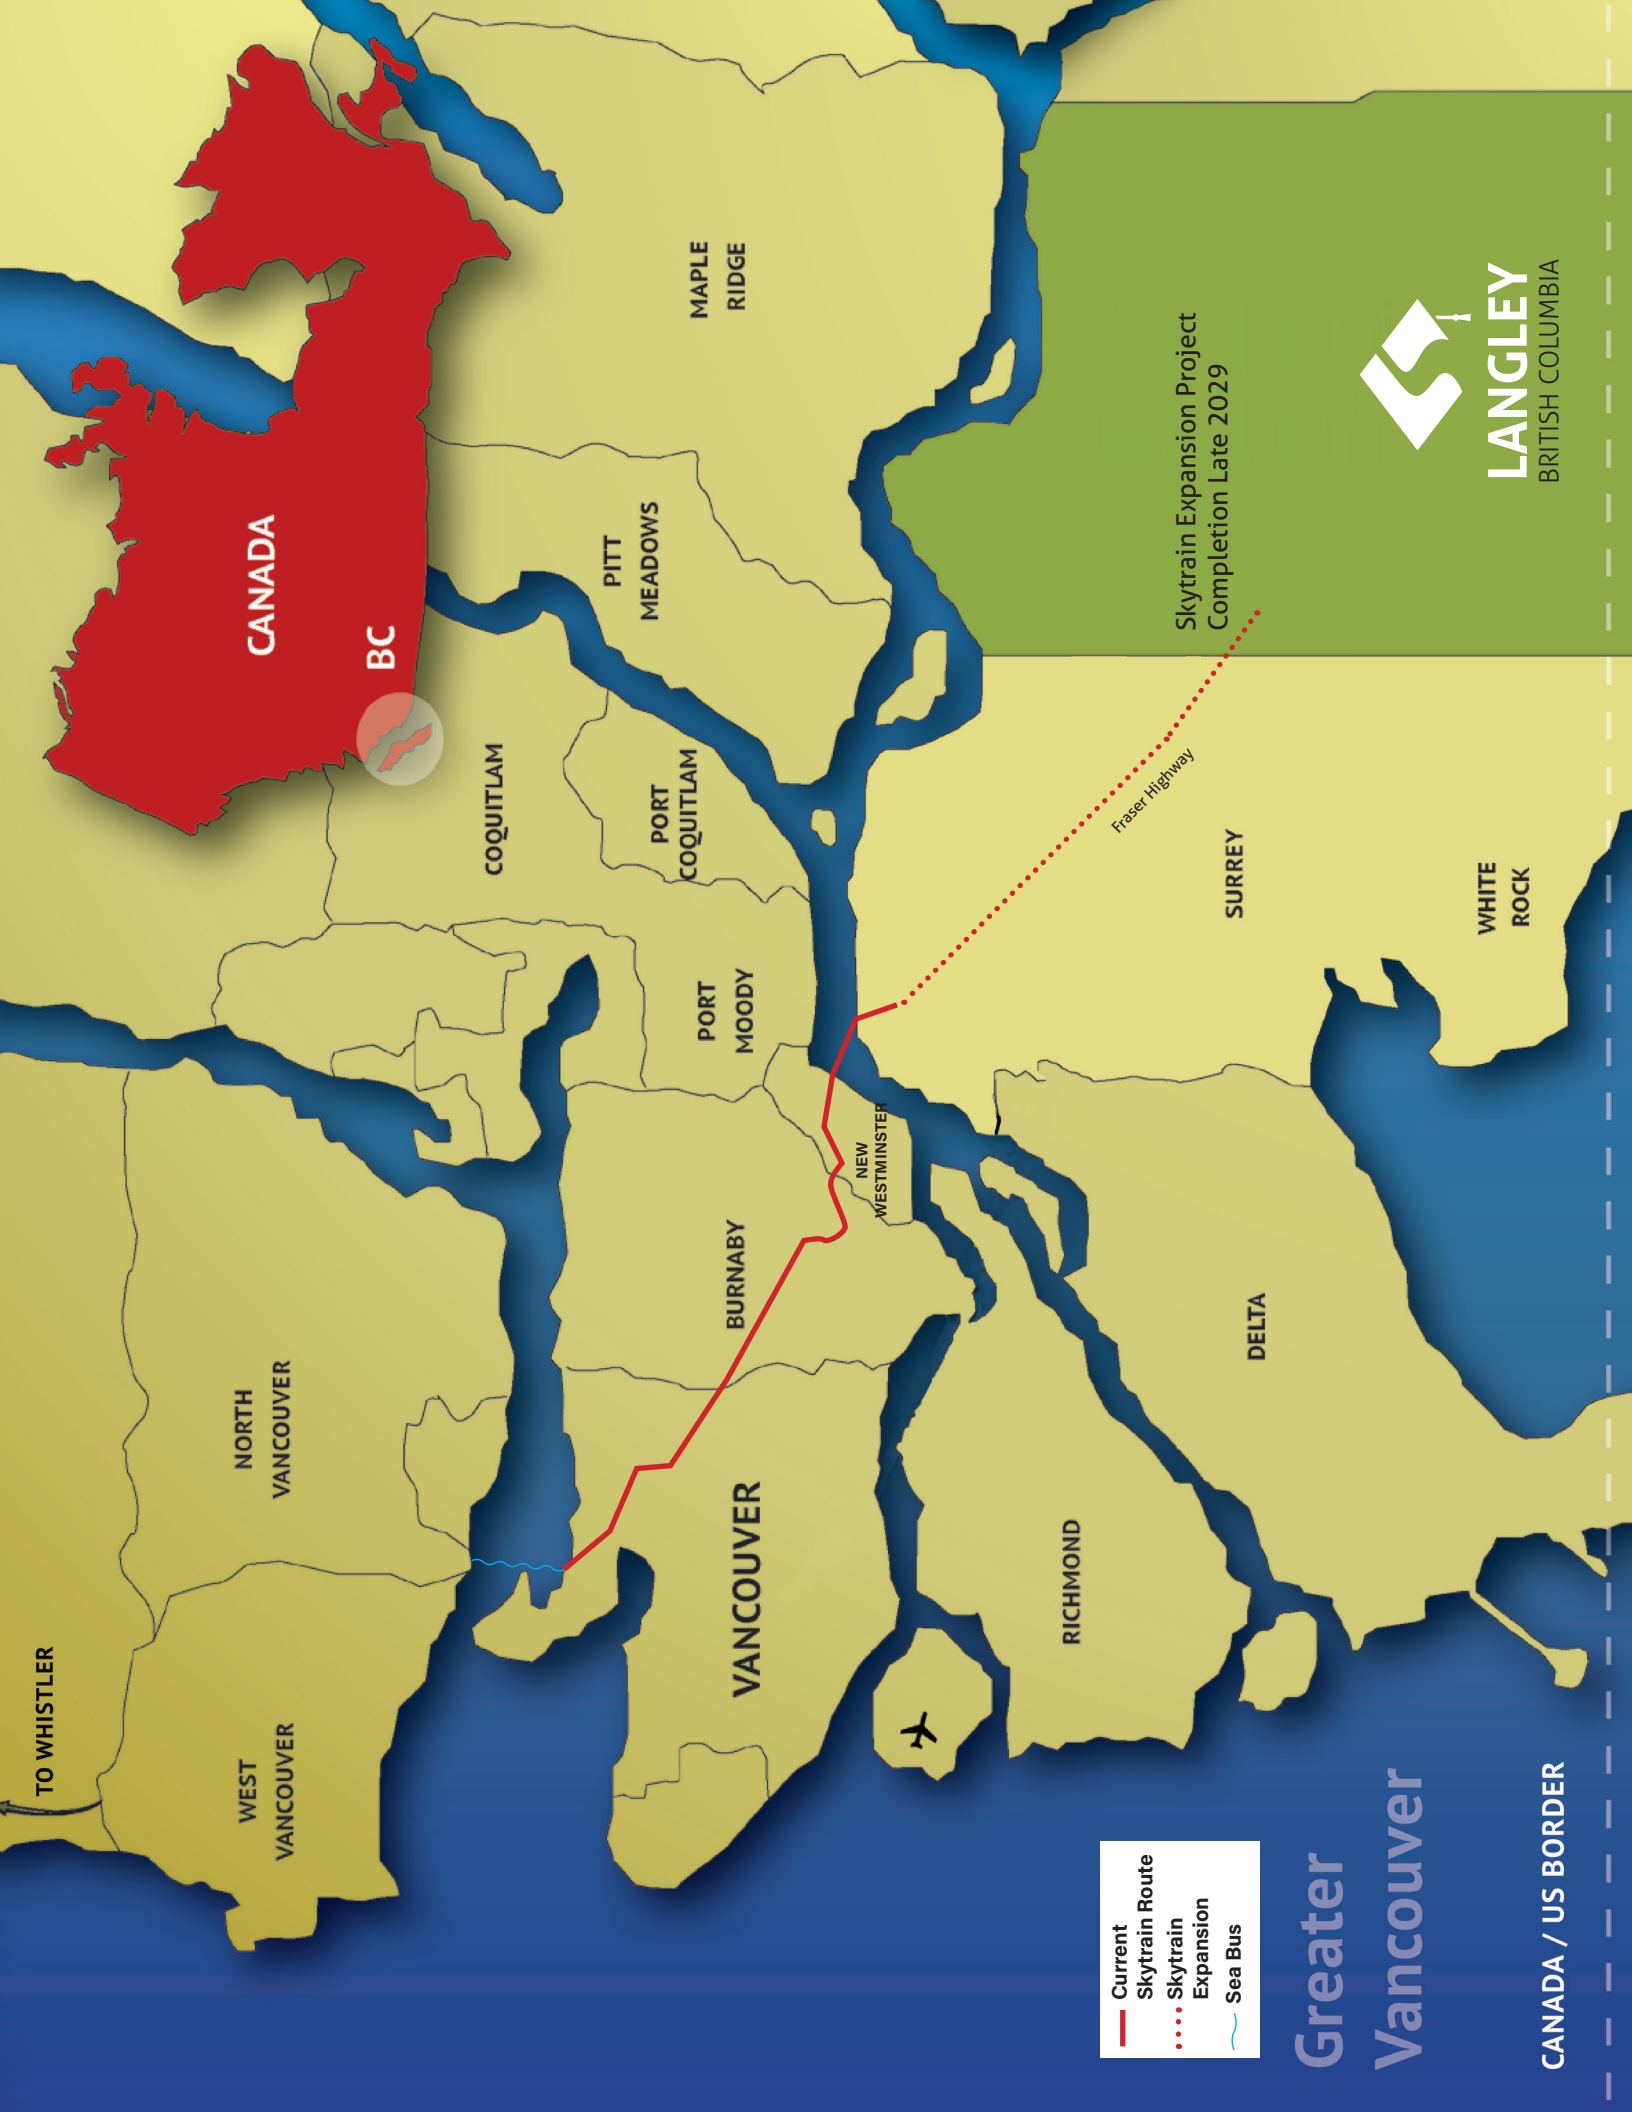 TO WHISTLER
WEST
VANCOUVER
NORTH
VANCOUVER
CANADA
BC
COQUITLAM
PORT
COQUITLAM
PITT
MEADOWS
MAPLE
RIDGE
PORT
MOODY
BURNABY
VANCOUVER
NEW
WESTMINSTER
RICHMOND
DELTA
SURREY
WHITE
ROCK
Fraser Highway
Skytrain Expansion Project
Completion Late 2029
LANGLEY
BRITISH COLUMBIA
Current
Skytrain Route
Skytrain
Expansion
Sea Bus
Greater
Vancouver
CANADA / US BORDER